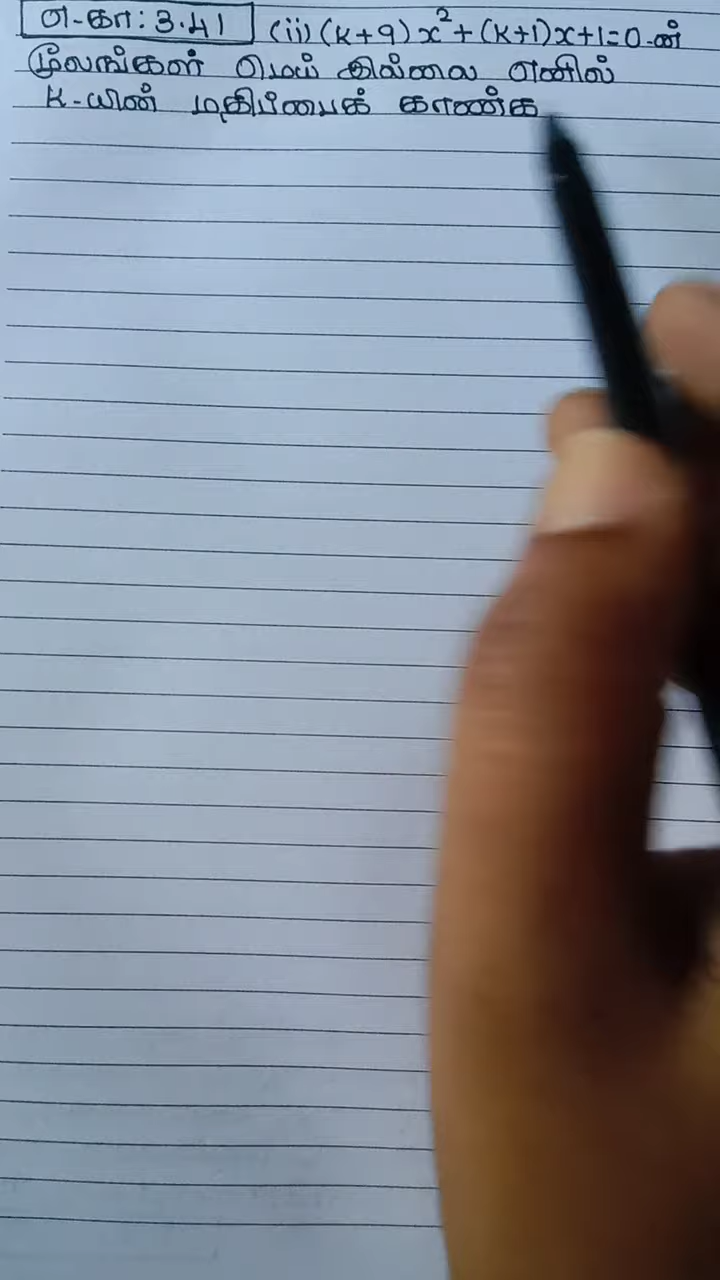 எ-கா: 3.41 (ii) (k+9)x²+(k+1)x+1=0-ன்
மூலங்கள் மெய் இல்லை எனில்
k-யின் மதிப்பைக் காண்க